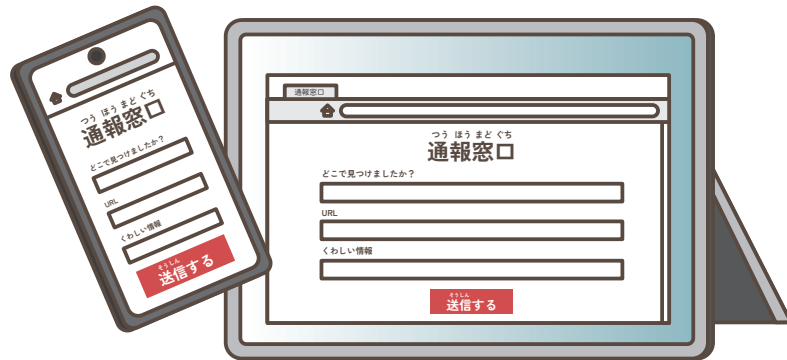 つう ほう まど ぐち
通報窓口
どこで見つけましたか？
URL
くわしい情報
そうしん
送信する
通報窓口
つう ほう まど ぐち
通報窓口
どこで見つけましたか？
URL
くわしい情報
そうしん
送信する